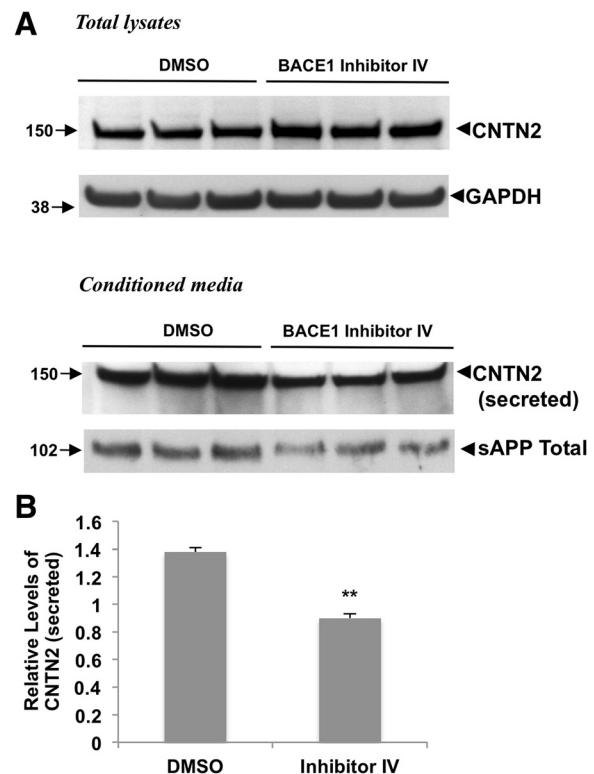 A
Total lysates
DMSO BACE1 Inhibitor IV
150 CNTN2
GAPDH
38
Conditioned media
DMSO BACE1 Inhibitor IV
150 CNTN2
(secreted)
102 sAPP Total
B
Relative Levels of
CNTN2 (secreted)
1.6
1.4
1.2
1
0.8
0.6
0.4
0.2
0
**
DMSO Inhibitor IV